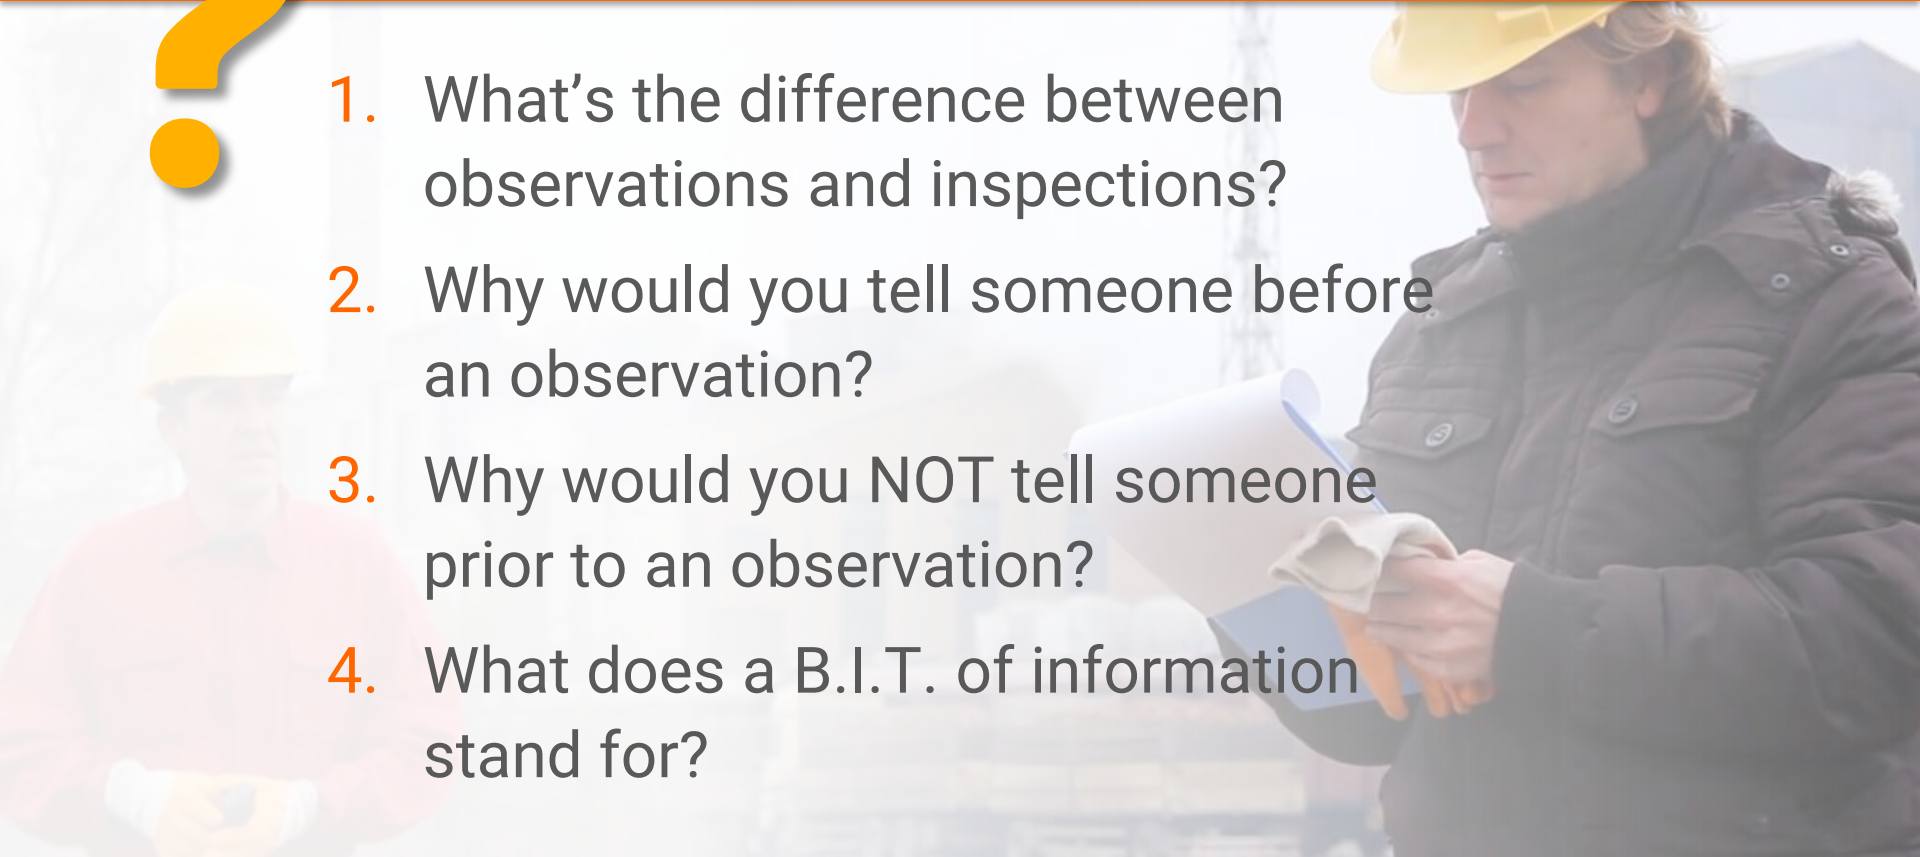 ?
1. What’s the difference between
observations and inspections?
2. Why would you tell someone before
an observation?
3. Why would you NOT tell someone
prior to an observation?
4. What does a B.I.T. of information
stand for?